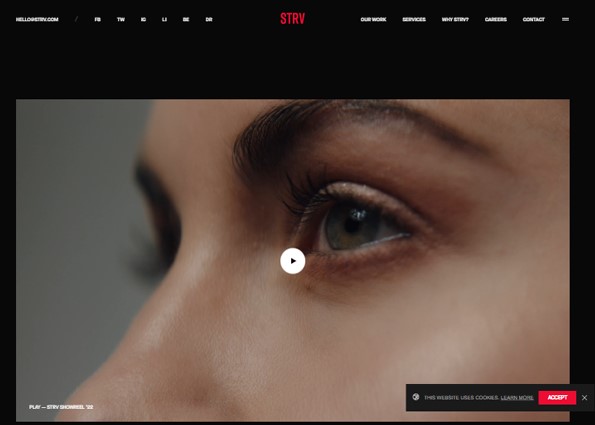 HELLO@STRV.COM // FB TW IG LI BE DR STRV OUR WORK SERVICES WHY STRV? CAREERS CONTACT
PLAY — STRV SHOWREEL '22
THIS WEBSITE USES COOKIES. LEARN MORE. ACCEPT